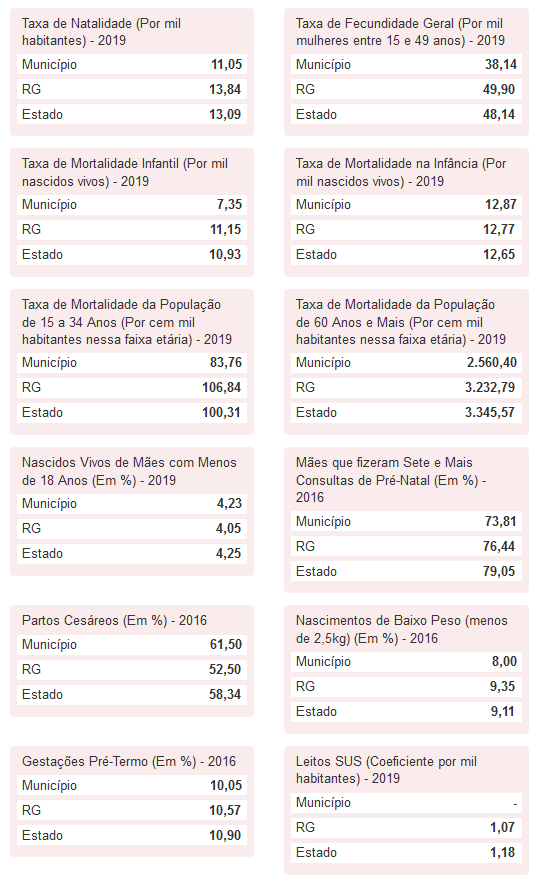 Taxa de Natalidade (Por mil
habitantes) - 2019
Município 11,05
RG 13,84
Estado 13,09
Taxa de Fecundidade Geral (Por mil
mulheres entre 15 e 49 anos) - 2019
Município 38,14
RG 49,90
Estado 48,14
Taxa de Mortalidade Infantil (Por mil
nascidos vivos) - 2019
Município 7,35
RG 11,15
Estado 10,93
Taxa de Mortalidade na Infância (Por
mil nascidos vivos) - 2019
Município 12,87
RG 12,77
Estado 12,65
Taxa de Mortalidade da População
de 15 a 34 Anos (Por cem mil
habitantes nessa faixa etária) - 2019
Município 83,76
RG 106,84
Estado 100,31
Taxa de Mortalidade da População
de 60 Anos e Mais (Por cem mil
habitantes nessa faixa etária) - 2019
Município 2.560,40
RG 3.232,79
Estado 3.345,57
Nascidos Vivos de Mães com Menos
de 18 Anos (Em %) - 2019
Município 4,23
RG 4,05
Estado 4,25
Mães que fizeram Sete e Mais
Consultas de Pré-Natal (Em %) -
2016
Município 73,81
RG 76,44
Estado 79,05
Partos Cesáreos (Em %) - 2016
Município 61,50
RG 52,50
Estado 58,34
Nascimentos de Baixo Peso (menos
de 2,5kg) (Em %) - 2016
Município 8,00
RG 9,35
Estado 9,11
Gestações Pré-Termo (Em %) - 2016
Município 10,05
RG 10,57
Estado 10,90
Leitos SUS (Coeficiente por mil
habitantes) - 2019
Município -
RG 1,07
Estado 1,18